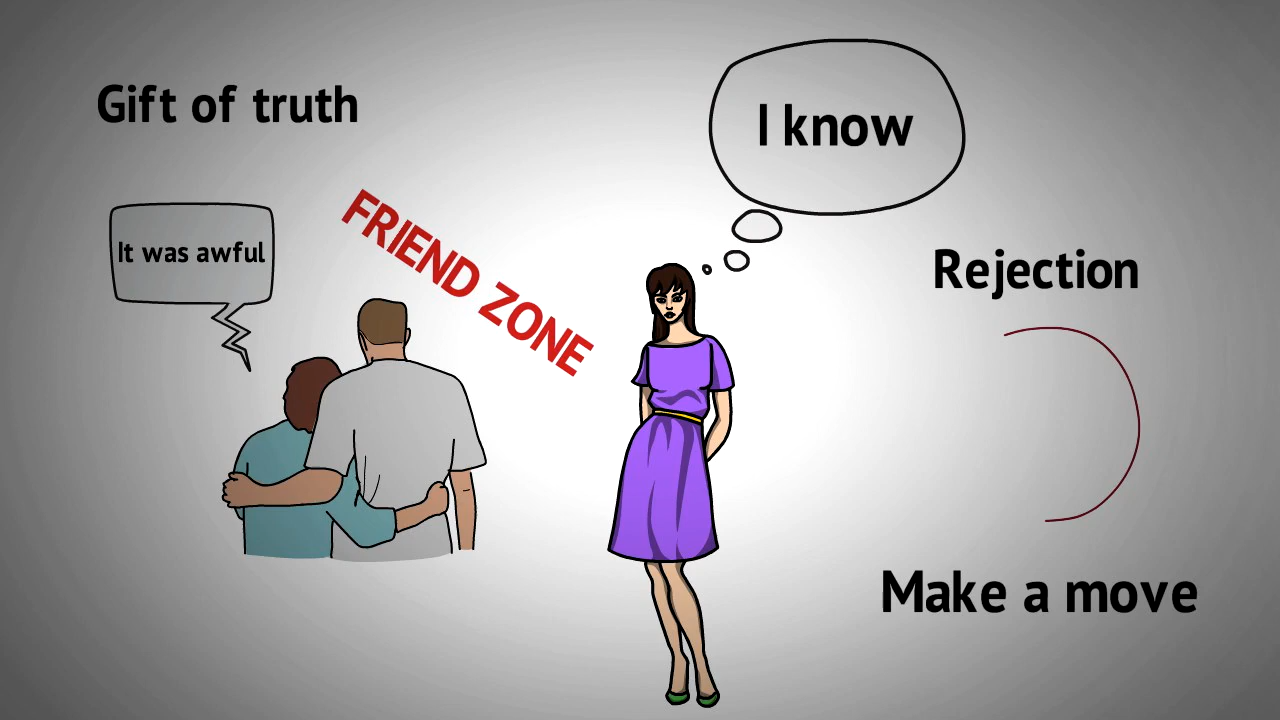 Gift of truth
I know
It was awful
FRIEND ZONE
Rejection
Make a move